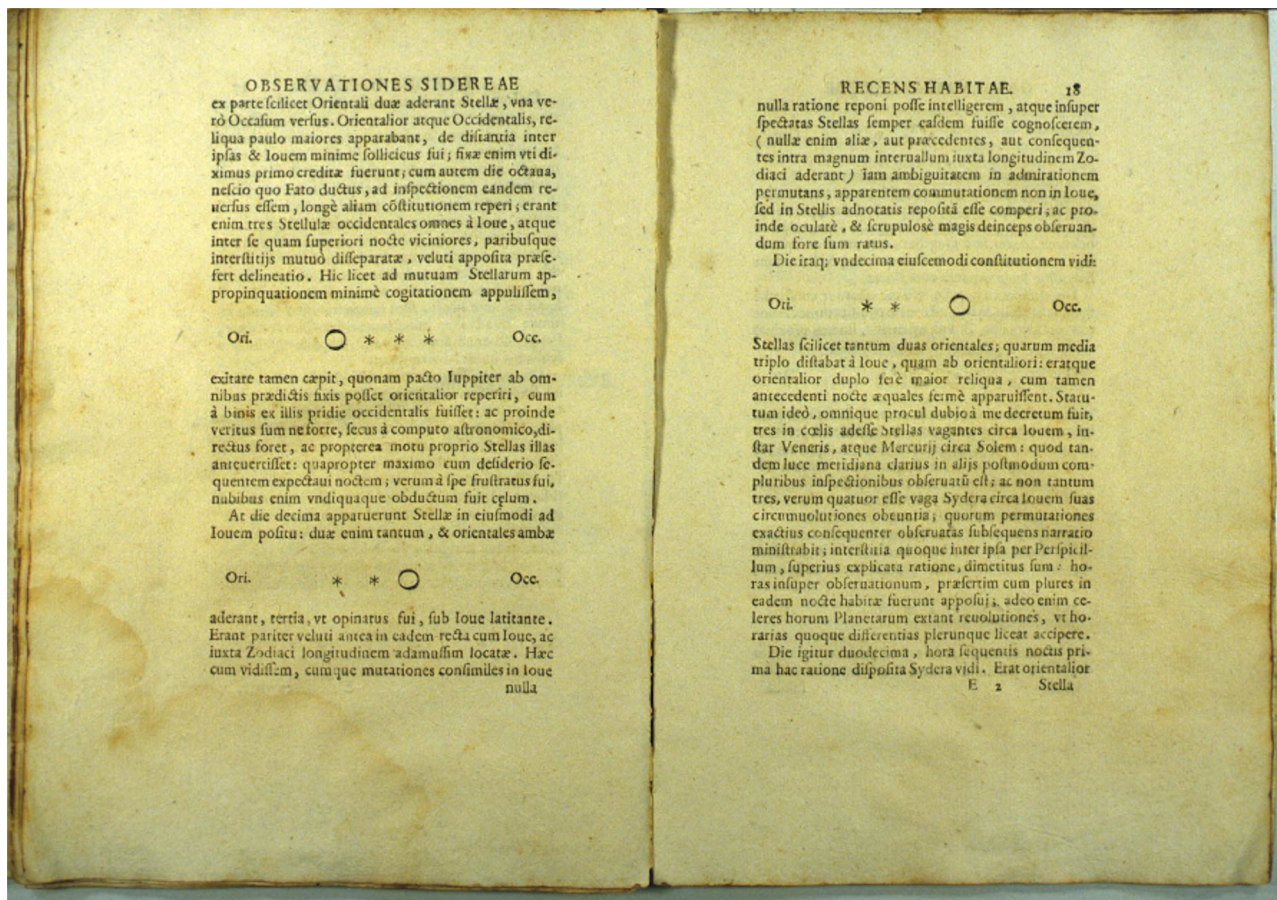 OBSERVATIONES SIDEREAE
ex parte ſcilicet Orientali duæ aderant Stellæ, vna ve-
rò Occaſum verſus. Orientalior atque Occidentalis, re-
liqua paulo maiores apparabant, de diſtantia inter
ipſas & Iouem minime ſollicicus fui; fixæ enim vti di-
ximus primo creditæ fuerunt; cum autem die octaua,
neſcio quo Fato ductus, ad inſpectionem eandem re-
uerſus eſſem, longè aliam cõſtitutionem reperi; erant
enim tres Stellulæ occidentales omnes à Ioue, atque
inter ſe quam ſuperiori nocte viciniores, paribuſque
interſtitijs mutuò diſſeparatæ, veluti appoſita præſe-
fert delineatio. Hic licet ad mutuam Stellarum ap-
propinquationem minimè cogitationem appuliſſem,
Ori. O * * * Occ.
exitare tamen cæpit, quonam pacto Iuppiter ab om-
nibus prædictis fixis poſſet orientalior reperiri, cum
à binis ex illis pridie occidentalis fuiſſet: ac proinde
veritus ſum ne forte, ſecus à computo aſtronomico, di-
rectus foret, ac propterea motu proprio Stellas illas
anteuertiſſet: quapropter maximo cum deſiderio ſe-
quentem expectaui noctem; verum à ſpe fruſtratus fui,
nubibus enim vndiquaque obductum fuit cęlum.
At die decima apparuerunt Stellæ in eiuſmodi ad
Iouem poſitu: duæ enim tantum, & orientales ambæ
Ori. * * O Occ.
aderant, tertia, vt opinatus fui, ſub Ioue latitante.
Erant pariter veluti antea in eadem recta cum Ioue, ac
iuxta Zodiaci longitudinem adamuſſim locatæ. Hæc
cum vidiſſem, cumque mutationes conſimiles in Ioue
nulla
RECENS HABITAE. 18
nulla ratione reponi poſſe intelligerem, atque inſuper
ſpectatas Stellas ſemper eaſdem fuiſſe cognoſcerem,
(nullæ enim aliæ, aut præcedentes, aut conſequen-
tes intra magnum interuallum iuxta longitudinem Zo-
diaci aderant) iam ambiguitatem in admirationem
permutans, apparentem commutationem non in Ioue,
ſed in Stellis adnotatis repoſitã eſſe comperi; ac pro-
inde oculatè, & ſcrupuloſè magis deinceps obſeruan-
dum fore ſum ratus.
Die itaq; vndecima eiuſcemodi conſtitutionem vidi:
Ori. * * O Occ.
Stellas ſcilicet tantum duas orientales; quarum media
triplo diſtabat à Ioue, quam ab orientaliori: eratque
orientalior duplo ferè maior reliqua, cum tamen
antecedenti nocte æquales fermè apparuiſſent. Statu-
tum ideò, omnique procul dubio à me decretum fuit,
tres in cœlis adeſſe Stellas vagantes circa Iouem, in-
ſtar Veneris, atque Mercurij circa Solem: quod tan-
dem luce meridiana clarius in alijs poſtmodum com-
pluribus inſpectionibus obſeruatũ eſt; ac non tantum
tres, verum quatuor eſſe vaga Sydera circa Iouem ſuas
circumuolutiones obeuntia; quorum permutationes
exactius conſequenter obſeruatas ſubſequens narratio
miniſtrabit; interſtitia quoque inter ipſa per Perſpicil-
lum, ſuperius explicata ratione, dimetitus ſum: ho-
ras inſuper obſeruationum, præſertim cum plures in
eadem nocte habitæ fuerunt appoſui; adeo enim ce-
leres horum Planetarum extant reuolutiones, vt ho-
rarias quoque differentias plerunque liceat accipere.
Die igitur duodecima, hora ſequentis noctis pri-
ma hac ratione diſpoſita Sydera vidi. Erat orientalior
E 2 Stella